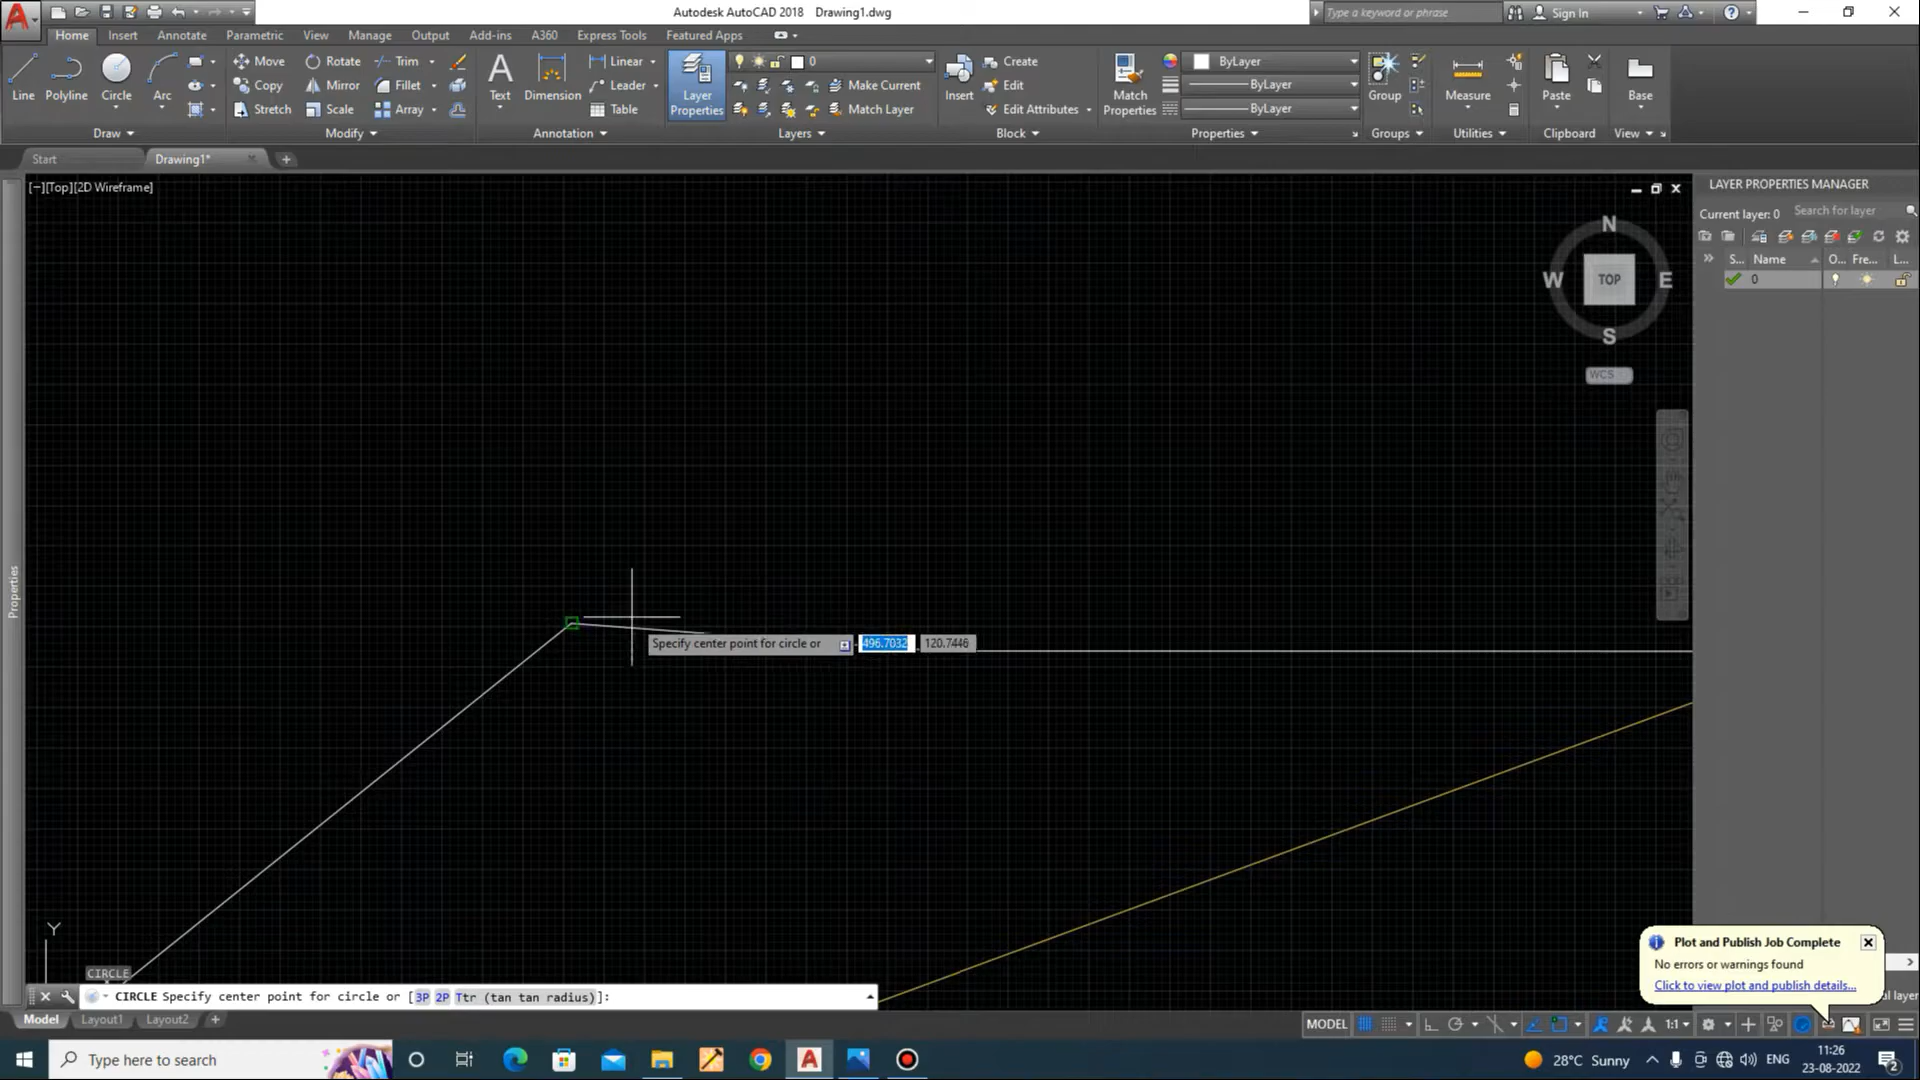 Autodesk AutoCAD 2018 Drawing1.dwg
Type a keyword or phrase
Sign In
Home Insert Annotate Parametric View Manage Output Add-ins A360 Express Tools Featured Apps
Line Polyline Circle Arc
Move Rotate Trim
Copy Mirror Fillet
Stretch Scale Array
Text Dimension
Linear
Leader
Table
Layer Properties
0
Make Current
Match Layer
Insert
Create
Edit
Edit Attributes
Match Properties
ByLayer
ByLayer
ByLayer
Group
Measure
Paste
Base
Draw Modify Annotation Layers Block Properties Groups Utilities Clipboard View
Start Drawing1*
[−][Top][2D Wireframe]
LAYER PROPERTIES MANAGER
Current layer: 0
Search for layer
S... Name O... Fre... L...
0
N
W TOP E
S
WCS
Properties
Specify center point for circle or 496.7032 120.7446
Y
CIRCLE
CIRCLE Specify center point for circle or [3P 2P Ttr (tan tan radius)]:
Plot and Publish Job Complete
No errors or warnings found
Click to view plot and publish details...
al layer
Model Layout1 Layout2
MODEL
1:1
Type here to search
28°C Sunny
ENG
11:26
23-08-2022
2